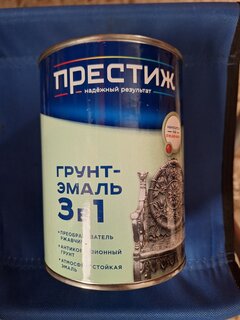 ПРЕСТИЖ
надёжный результат
ГРУНТ-
ЭМАЛЬ
3в1
•ПРЕОБРАЗОВАТЕЛЬ
РЖАВЧИНЫ
•АНТИКОРРОЗИОННЫЙ
ГРУНТ
•АТМОСФЕРОСТОЙКАЯ
ЭМАЛЬ